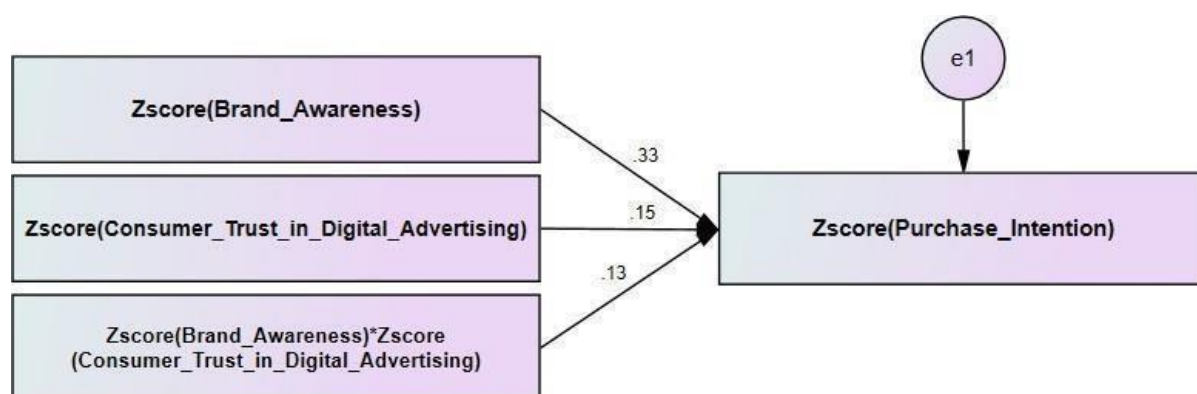 e1
Zscore(Brand_Awareness)
.33
Zscore(Consumer_Trust_in_Digital_Advertising)
.15
Zscore(Purchase_Intention)
.13
Zscore(Brand_Awareness)*Zscore
(Consumer_Trust_in_Digital_Advertising)